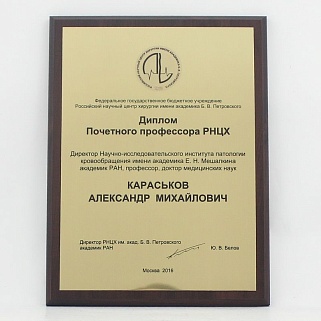 Федеральное государственное бюджетное учреждение
Российский научный центр хирургии имени академика Б. В. Петровского
Диплом
Почетного профессора РНЦХ
Директор Научно-исследовательского института патологии
кровообращения имени академика Е. Н. Мешалкина
академик РАН, профессор, доктор медицинских наук
КАРАСЬКОВ
АЛЕКСАНДР МИХАЙЛОВИЧ
Директор РНЦХ им. акад. Б. В. Петровского
академик РАН
Ю. В. Белов
Москва 2016